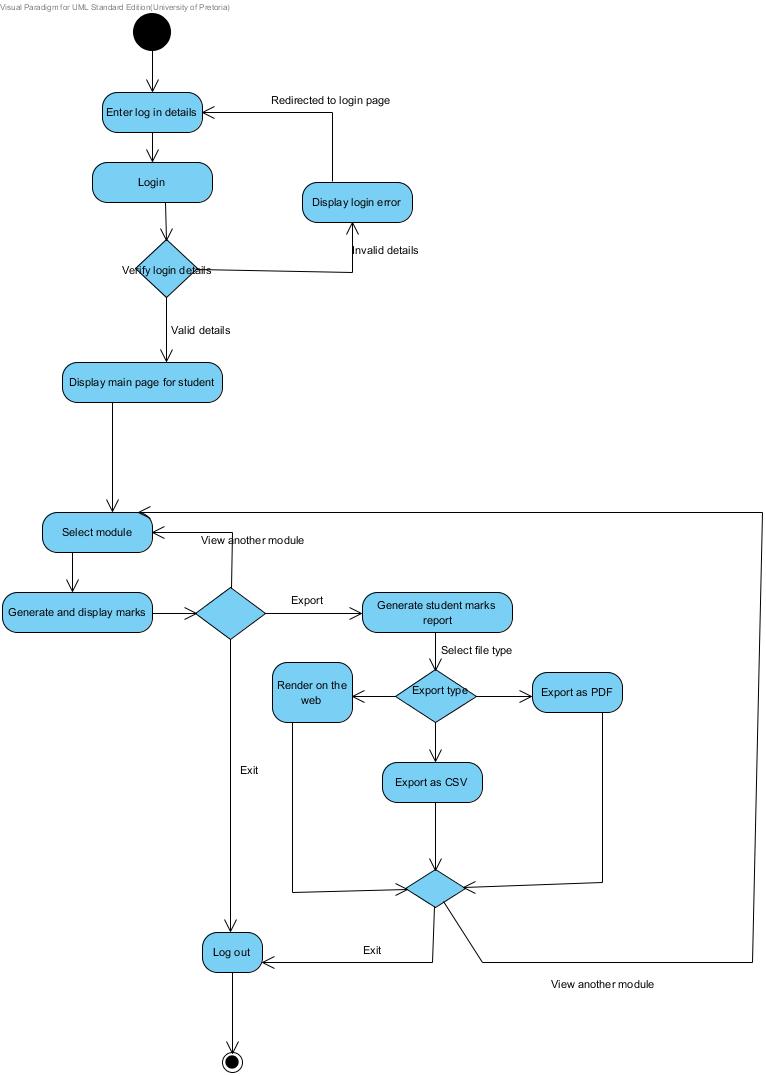 Visual Paradigm for UML Standard Edition(University of Pretoria)
Redirected to login page
Enter log in details
Login
Display login error
Invalid details
Verify login details
Valid details
Display main page for student
Select module
View another module
Generate and display marks
Export
Generate student marks
report
Select file type
Render on the
web
Export type
Export as PDF
Exit
Export as CSV
Log out
Exit
View another module